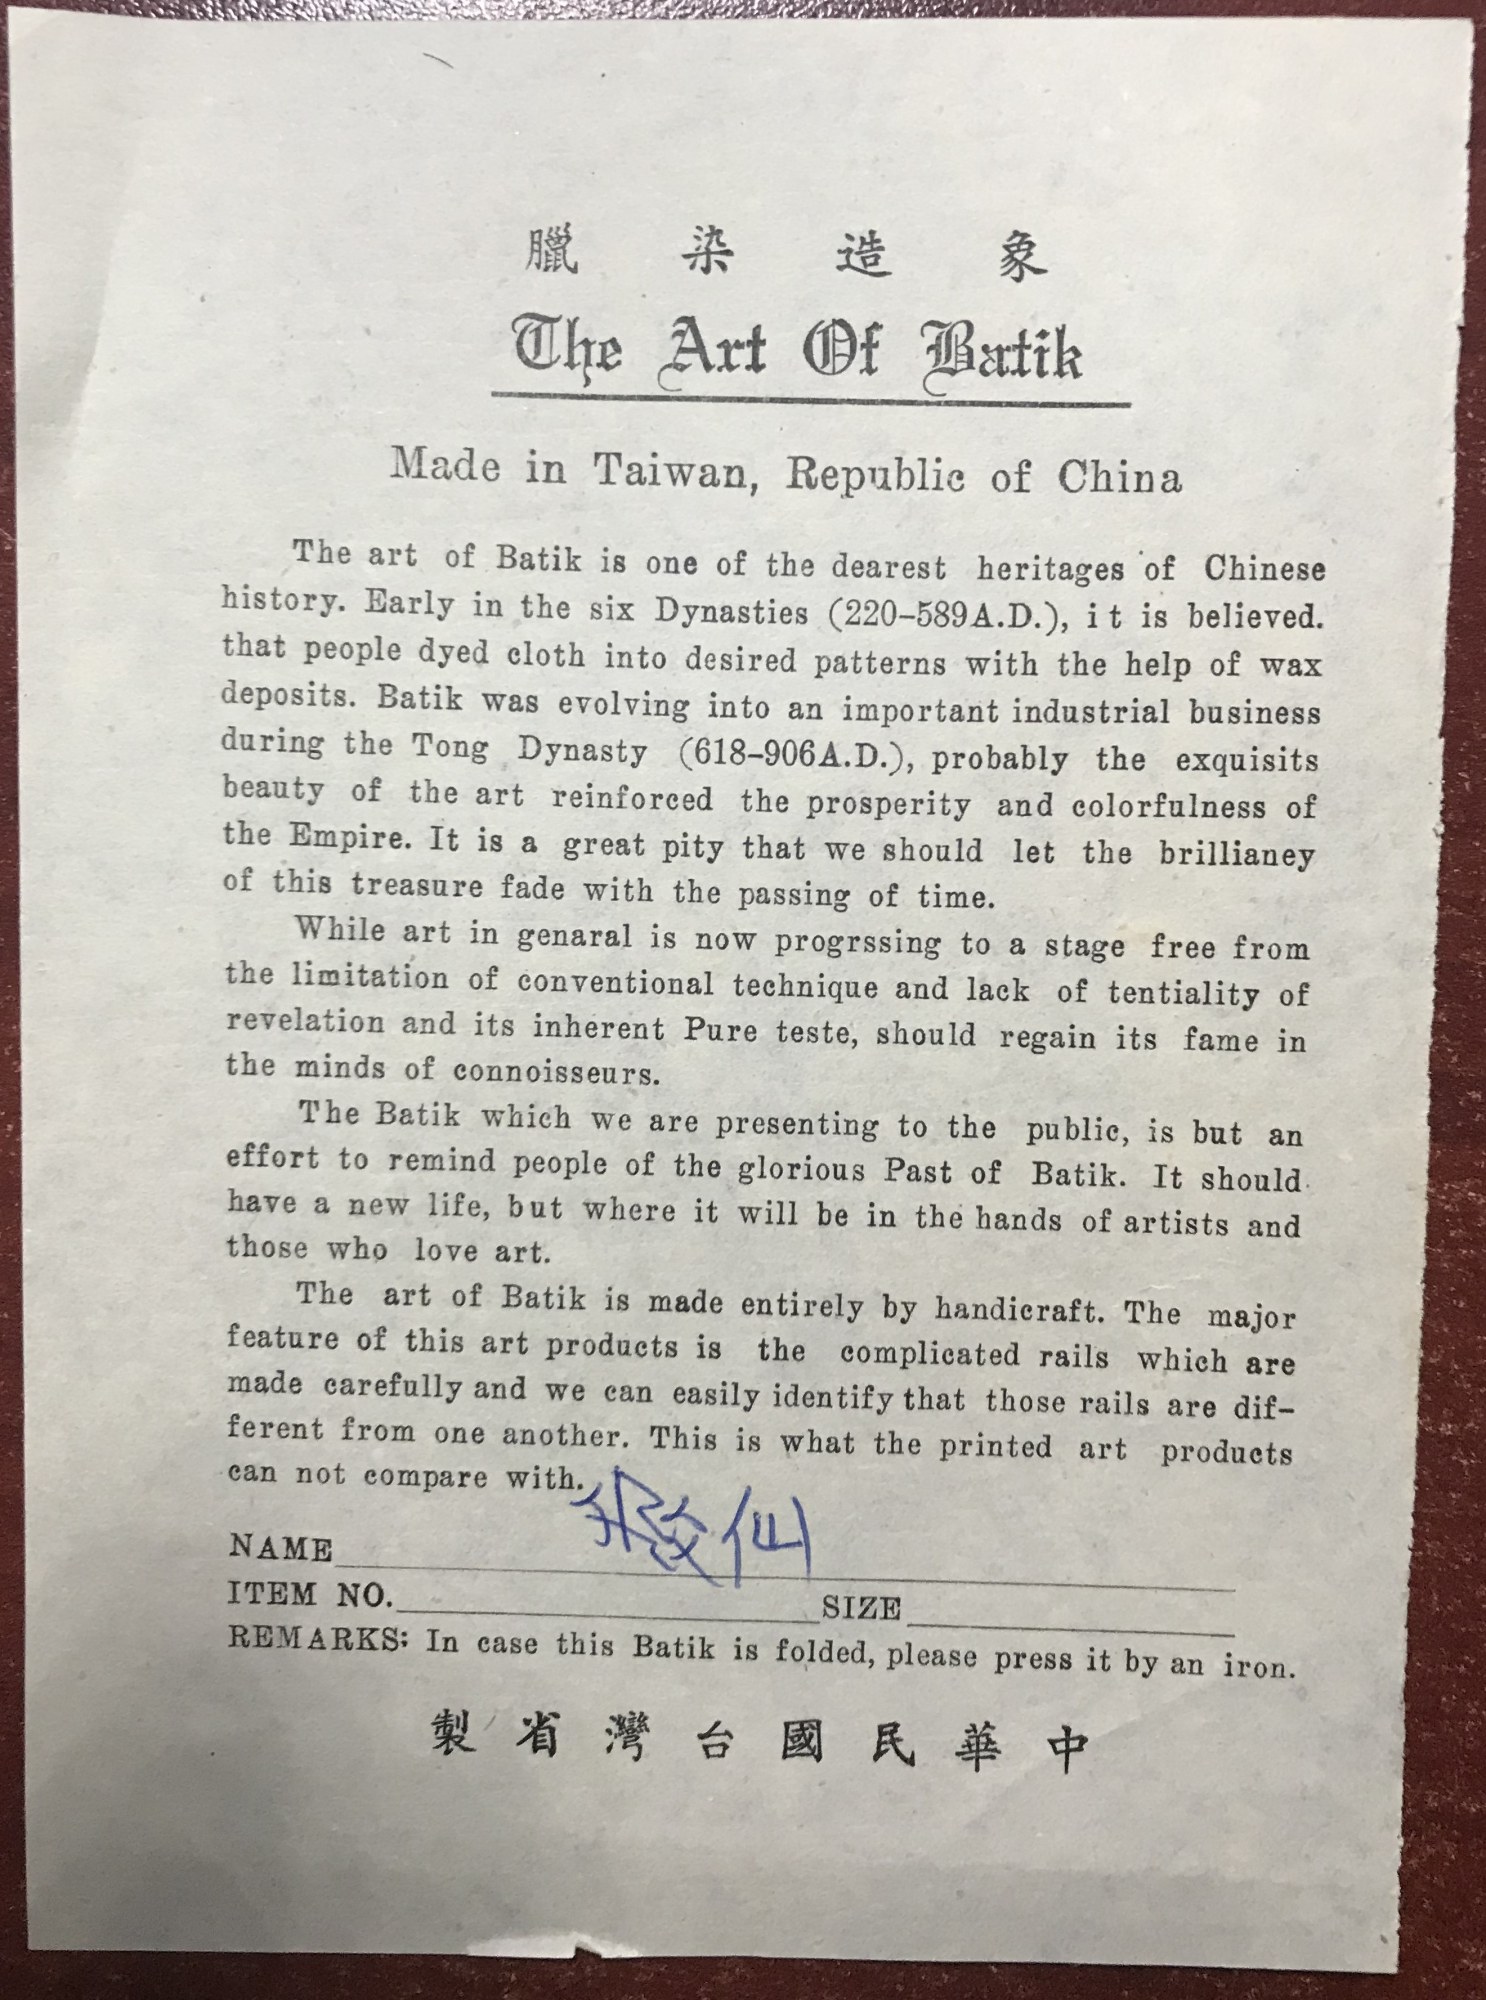 臘染造象
The Art Of Batik
Made in Taiwan, Republic of China
The art of Batik is one of the dearest heritages of Chinese
history. Early in the six Dynasties (220-589A.D.), it is believed.
that people dyed cloth into desired patterns with the help of wax
deposits. Batik was evolving into an important industrial business
during the Tong Dynasty (618-906A.D.), probably the exquisits
beauty of the art reinforced the prosperity and colorfulness of
the Empire. It is a great pity that we should let the brillianey
of this treasure fade with the passing of time.
While art in genaral is now progrssing to a stage free from
the limitation of conventional technique and lack of tentiality of
revelation and its inherent Pure teste, should regain its fame in
the minds of connoisseurs.
The Batik which we are presenting to the public, is but an
effort to remind people of the glorious Past of Batik. It should
have a new life, but where it will be in the hands of artists and
those who love art.
The art of Batik is made entirely by handicraft. The major
feature of this art products is the complicated rails which are
made carefully and we can easily identify that those rails are dif-
ferent from one another. This is what the printed art products
can not compare with.
NAME 仙
ITEM NO. SIZE
REMARKS: In case this Batik is folded, please press it by an iron.
製省灣台國民華中